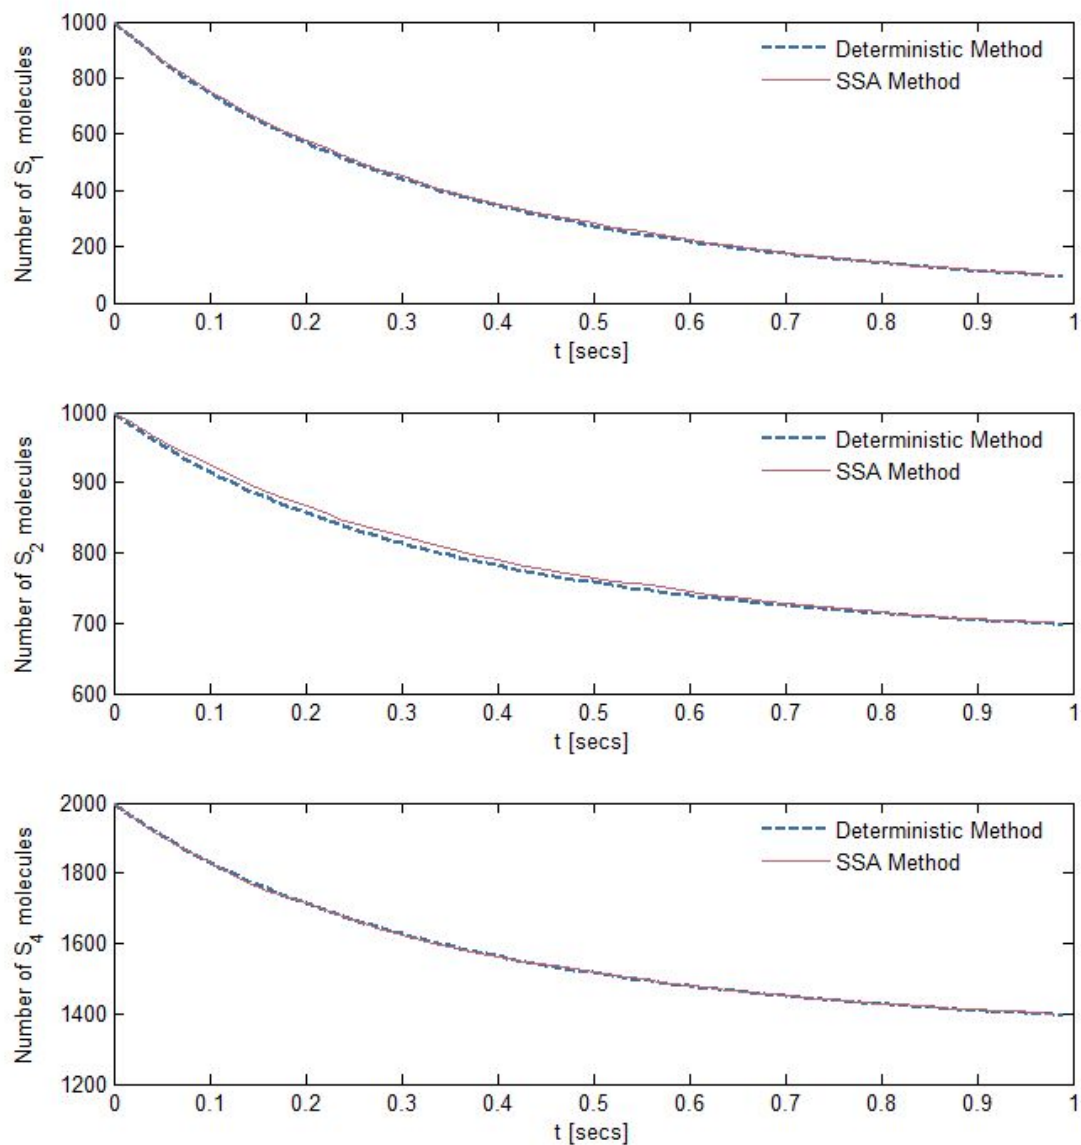 Number of S1 molecules
1000
800
600
400
200
0
Deterministic Method
SSA Method
0 0.1 0.2 0.3 0.4 0.5 0.6 0.7 0.8 0.9 1
t [secs]
Number of S2 molecules
1000
900
800
700
600
Deterministic Method
SSA Method
0 0.1 0.2 0.3 0.4 0.5 0.6 0.7 0.8 0.9 1
t [secs]
Number of S4 molecules
2000
1800
1600
1400
1200
Deterministic Method
SSA Method
0 0.1 0.2 0.3 0.4 0.5 0.6 0.7 0.8 0.9 1
t [secs]